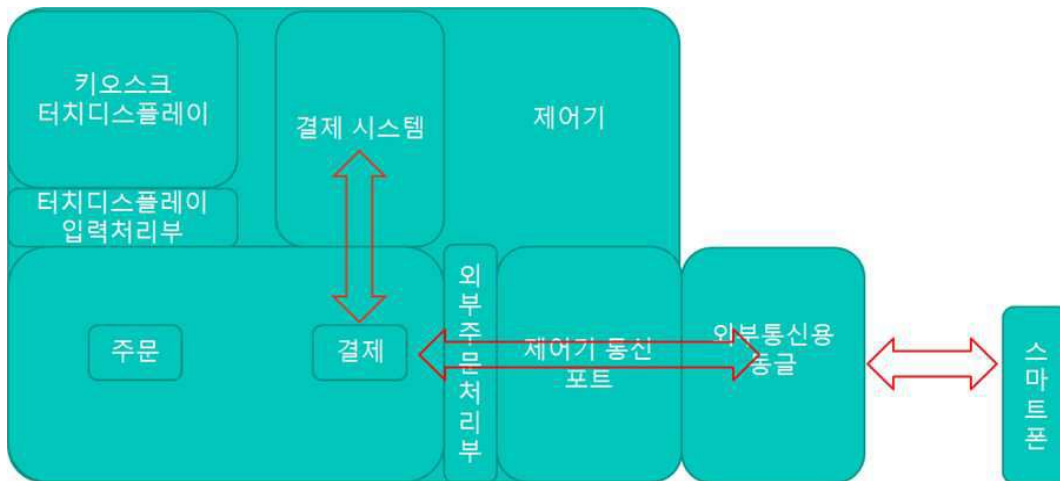 키오스크
터치디스플레이
결제 시스템
제어기
터치디스플레이
입력처리부
주문
결제
외부주문처리부
제어기 통신
포트
외부통신용
동글
스마트폰